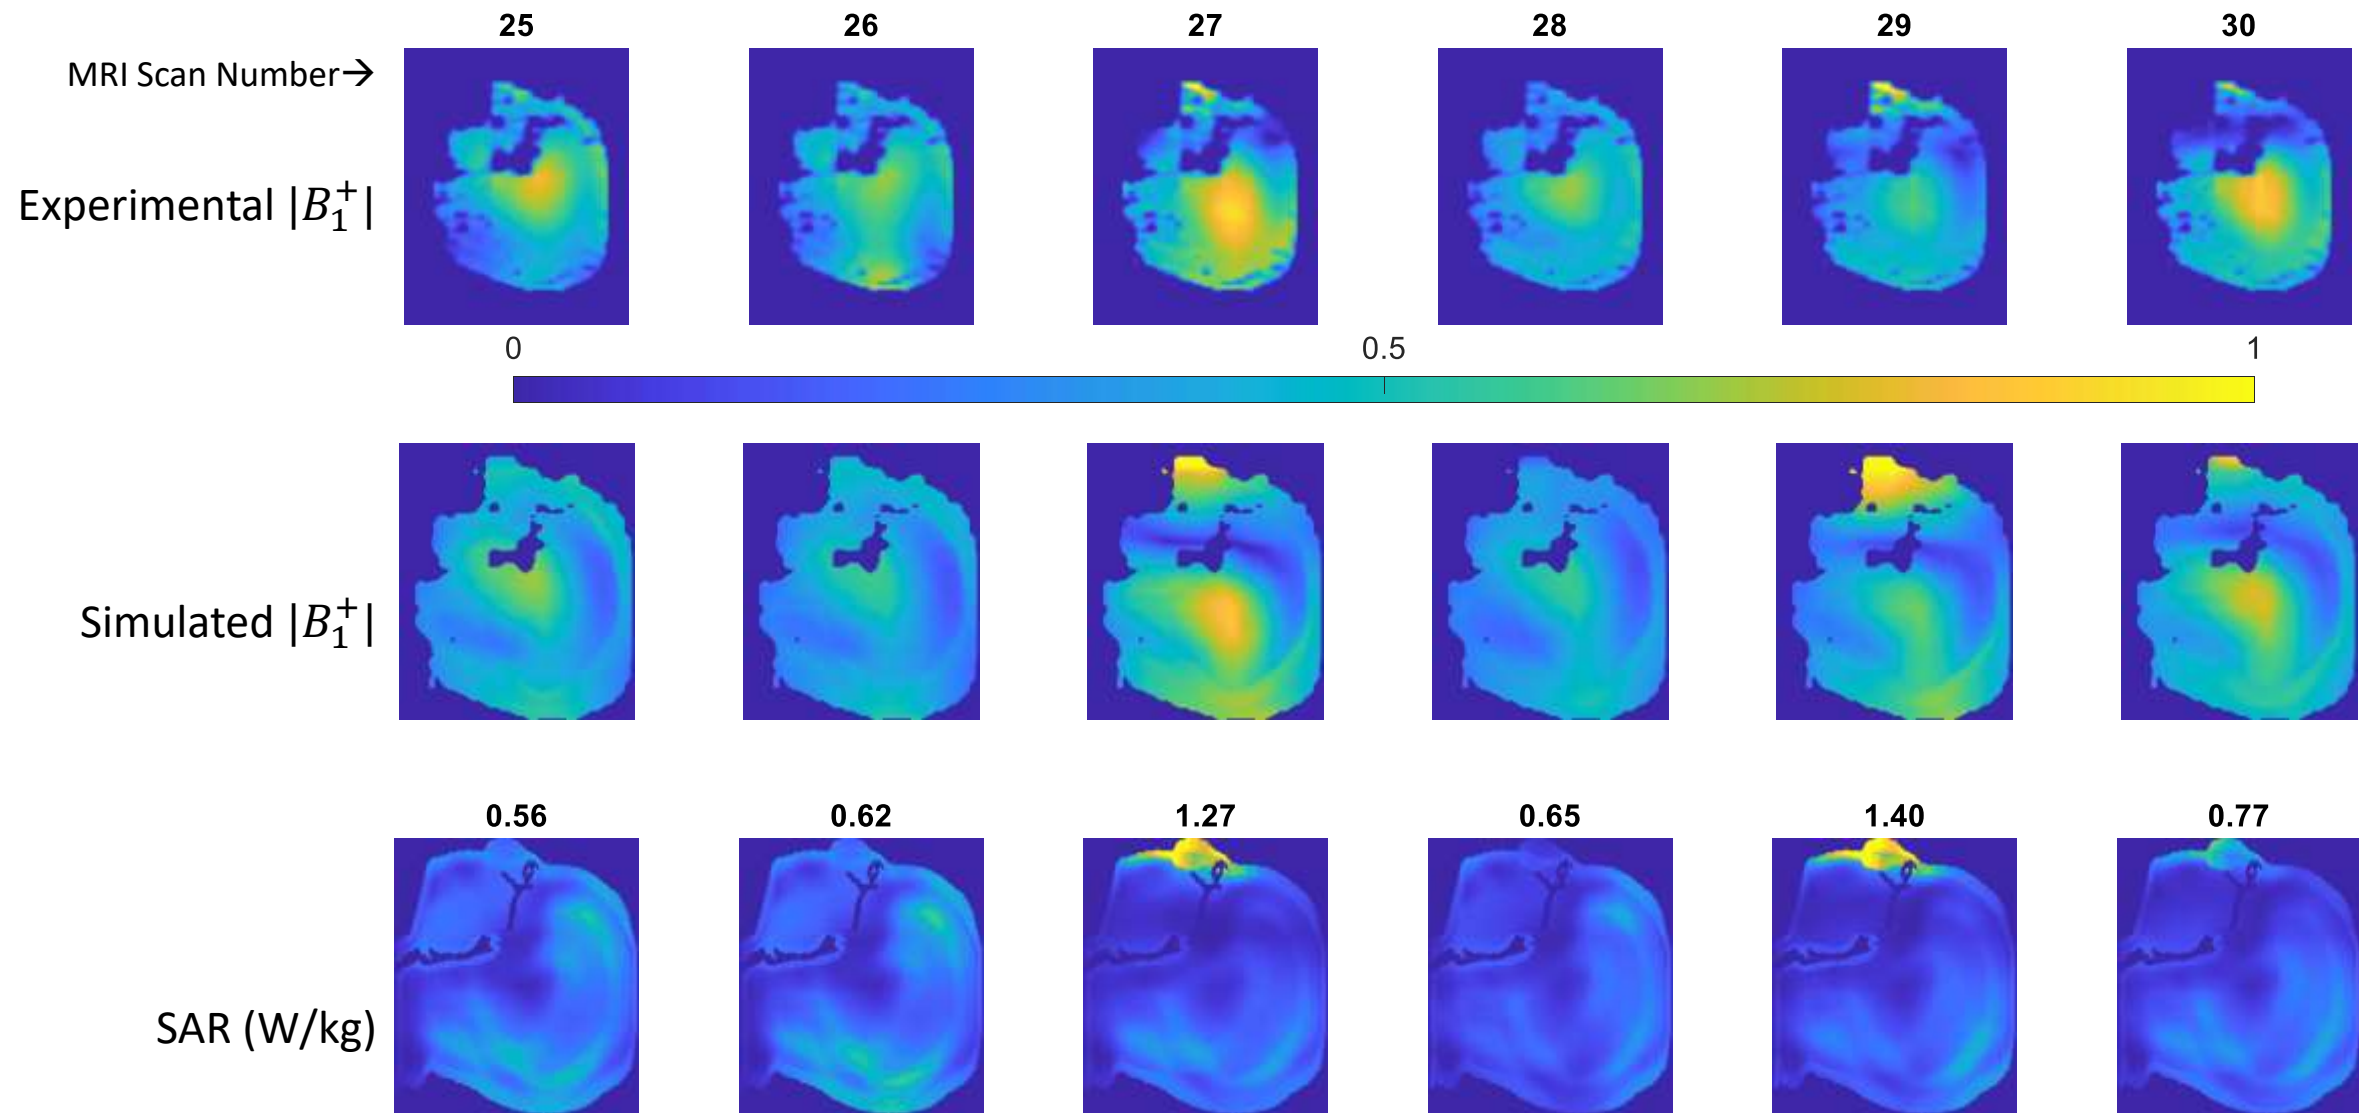 25 26 27 28 29 30
MRI Scan Number→
Experimental |B₁⁺|
0 0.5 1
Simulated |B₁⁺|
0.56 0.62 1.27 0.65 1.40 0.77
SAR (W/kg)